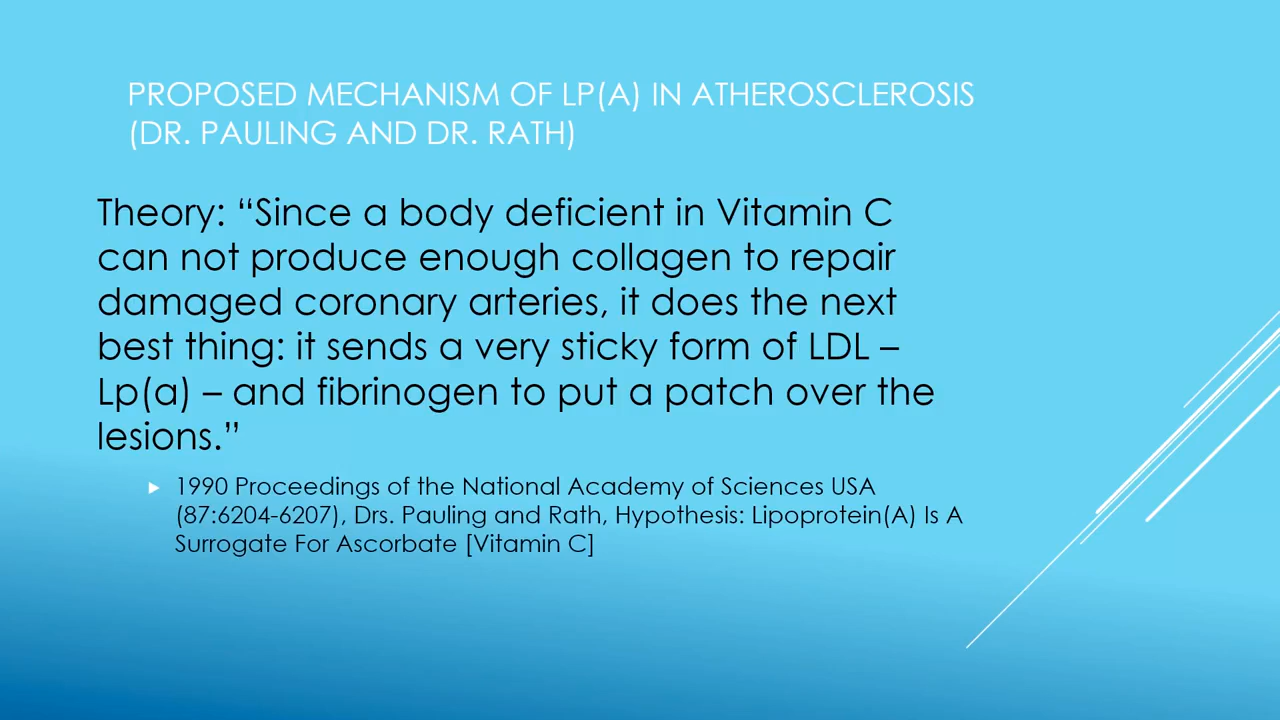 PROPOSED MECHANISM OF LP(A) IN ATHEROSCLEROSIS
(DR. PAULING AND DR. RATH)
Theory: “Since a body deficient in Vitamin C
can not produce enough collagen to repair
damaged coronary arteries, it does the next
best thing: it sends a very sticky form of LDL –
Lp(a) – and fibrinogen to put a patch over the
lesions.”
1990 Proceedings of the National Academy of Sciences USA
(87:6204-6207), Drs. Pauling and Rath, Hypothesis: Lipoprotein(A) Is A
Surrogate For Ascorbate [Vitamin C]